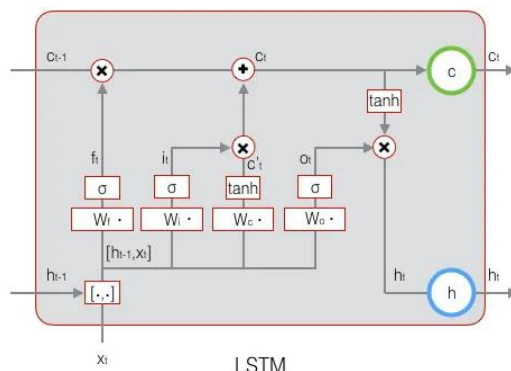 Ct-1 × + Ct c Ct
tanh
ft it × C't ot ×
σ σ tanh σ
Wf · Wi · Wc · Wo ·
[ht-1,xt]
ht-1 [·,·] ht h ht
xt
LSTM